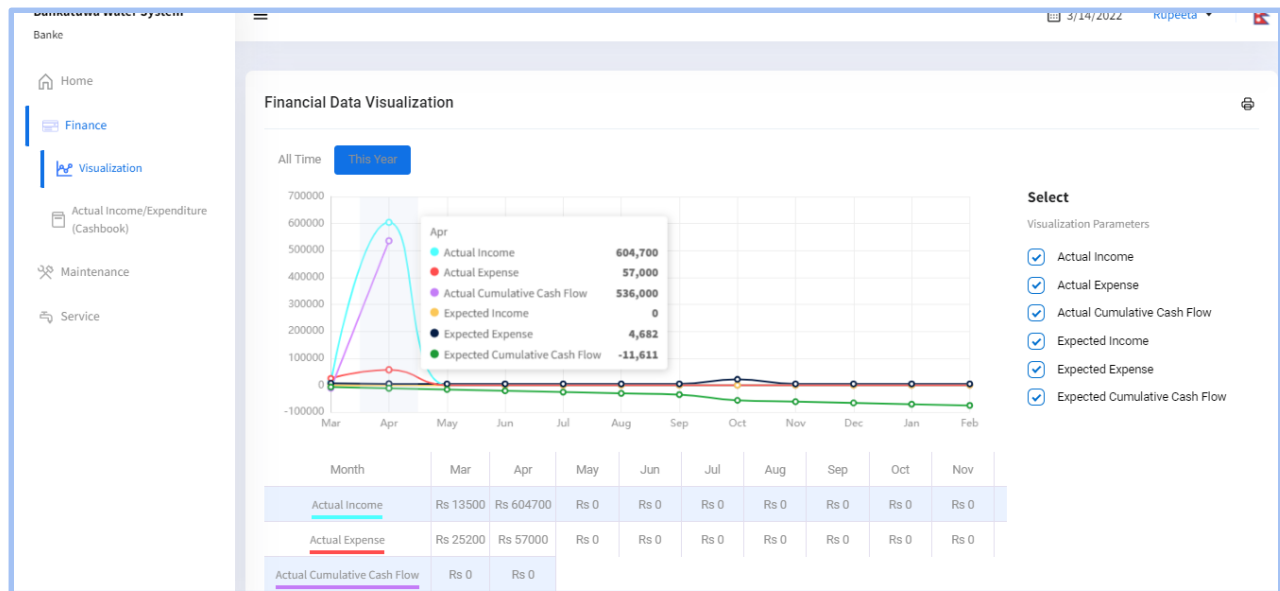 Bankatuwa Water System
Banke
3/14/2022 Rupeeta
Home
Finance
Visualization
Actual Income/Expenditure
(Cashbook)
Maintenance
Service
Financial Data Visualization
All Time This Year
700000
600000
500000
400000
300000
200000
100000
0
-100000
Mar Apr May Jun Jul Aug Sep Oct Nov Dec Jan Feb
Apr
Actual Income 604,700
Actual Expense 57,000
Actual Cumulative Cash Flow 536,000
Expected Income 0
Expected Expense 4,682
Expected Cumulative Cash Flow -11,611
Select
Visualization Parameters
Actual Income
Actual Expense
Actual Cumulative Cash Flow
Expected Income
Expected Expense
Expected Cumulative Cash Flow
Month Mar Apr May Jun Jul Aug Sep Oct Nov
Actual Income Rs 13500 Rs 604700 Rs 0 Rs 0 Rs 0 Rs 0 Rs 0 Rs 0 Rs 0
Actual Expense Rs 25200 Rs 57000 Rs 0 Rs 0 Rs 0 Rs 0 Rs 0 Rs 0 Rs 0
Actual Cumulative Cash Flow Rs 0 Rs 0